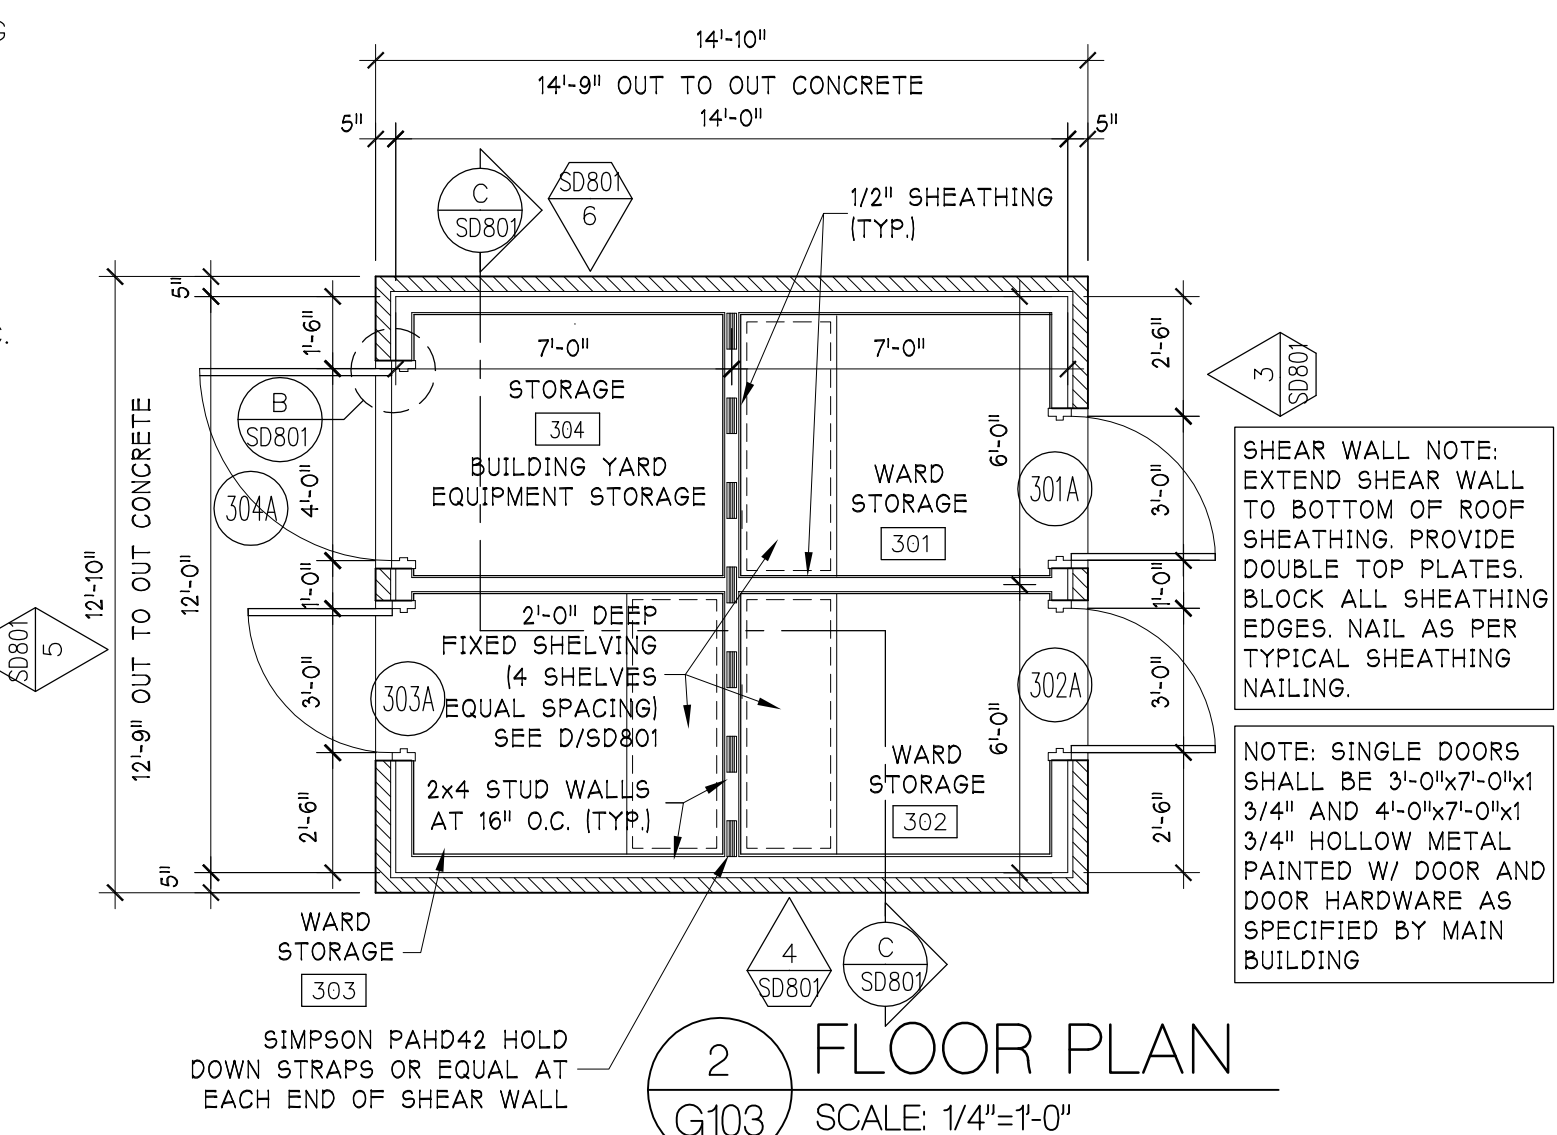 14'-10"
14'-9" OUT TO OUT CONCRETE
5"
14'-0"
5"
C
SD801
SD801
6
1/2" SHEATHING
(TYP.)
5"
1'-6"
7'-0"
7'-0"
2'-6"
3
SD801
STORAGE
304
BUILDING YARD
EQUIPMENT STORAGE
B
SD801
304A
4'-0"
6'-0"
WARD
STORAGE
301
301A
3'-0"
12'-10"
12'-9" OUT TO OUT CONCRETE
12'-0"
1'-0"
1'-0"
SD801
5
2'-0" DEEP
FIXED SHELVING
(4 SHELVES
EQUAL SPACING)
SEE D/SD801
3'-0"
303A
6'-0"
302A
3'-0"
2x4 STUD WALLS
AT 16" O.C. (TYP.)
WARD
STORAGE
302
2'-6"
2'-6"
5"
SHEAR WALL NOTE:
EXTEND SHEAR WALL
TO BOTTOM OF ROOF
SHEATHING. PROVIDE
DOUBLE TOP PLATES.
BLOCK ALL SHEATHING
EDGES. NAIL AS PER
TYPICAL SHEATHING
NAILING.
NOTE: SINGLE DOORS
SHALL BE 3'-0"x7'-0"x1
3/4" AND 4'-0"x7'-0"x1
3/4" HOLLOW METAL
PAINTED W/ DOOR AND
DOOR HARDWARE AS
SPECIFIED BY MAIN
BUILDING
WARD
STORAGE
303
4
SD801
C
SD801
SIMPSON PAHD42 HOLD
DOWN STRAPS OR EQUAL AT
EACH END OF SHEAR WALL
2
G103
FLOOR PLAN
SCALE: 1/4"=1'-0"